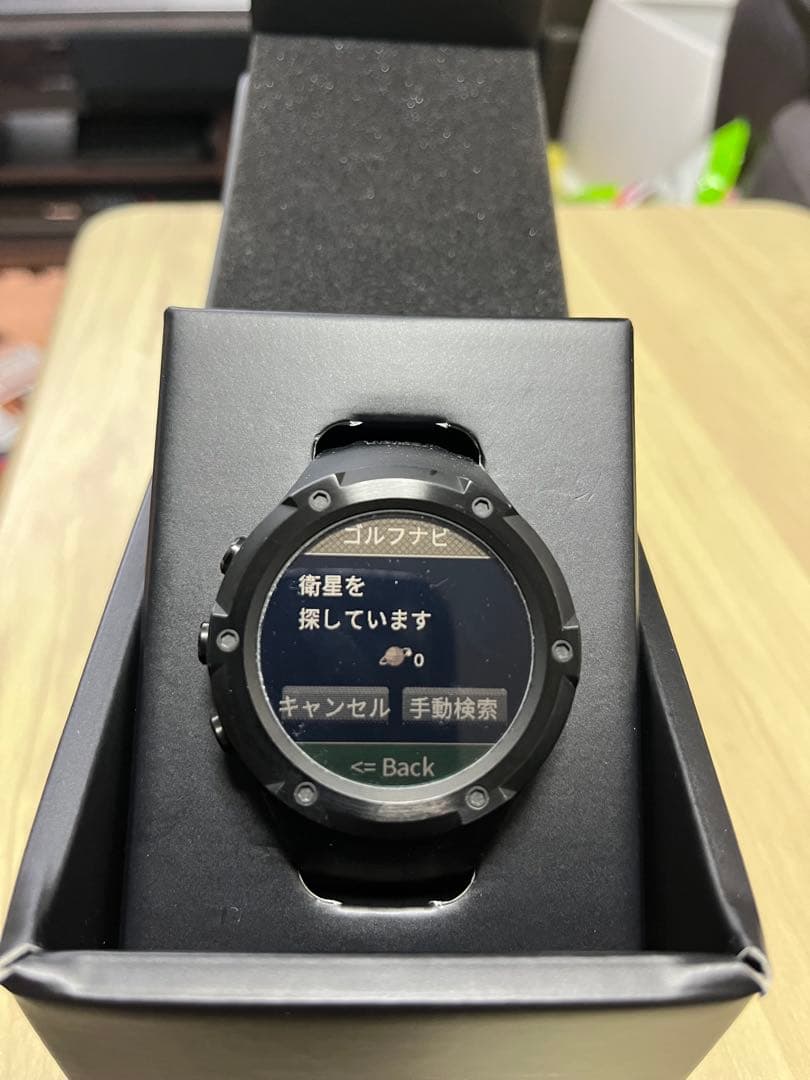 ゴルフナビ
衛星を
探しています
0
キャンセル 手動検索
<= Back